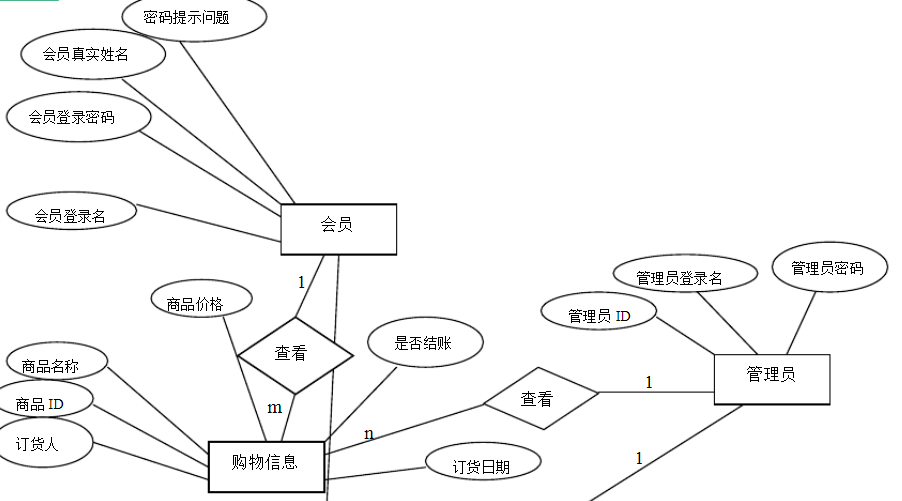 密码提示问题
会员真实姓名
会员登录密码
会员登录名
会员
管理员密码
管理员登录名
1
商品价格
管理员 ID
是否结账
查看
商品名称
管理员
1
查看
商品 ID
m
n
订货人
购物信息
订货日期
1